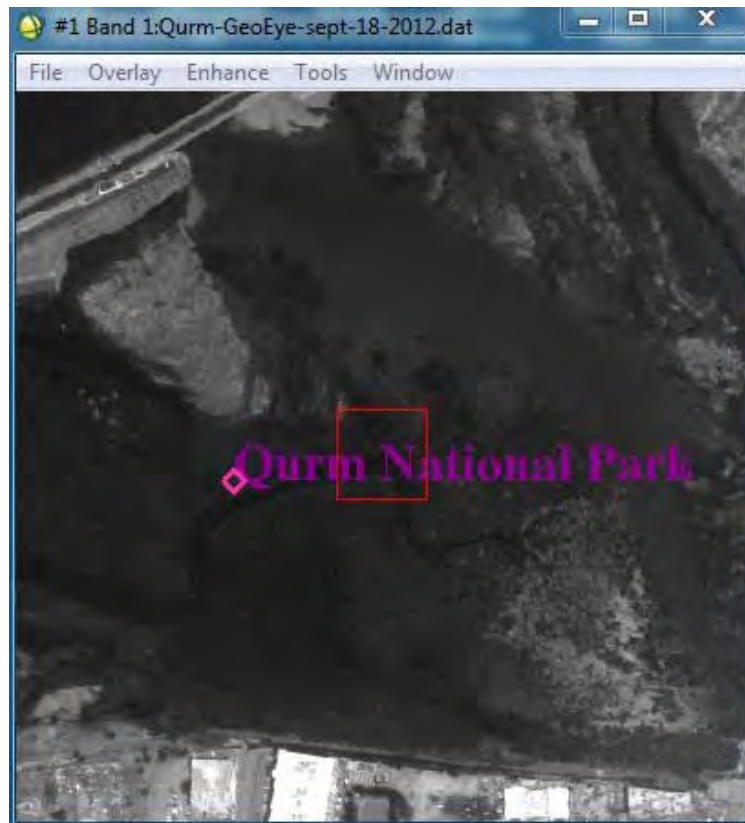 #1 Band 1:Qurm-GeoEye-sept-18-2012.dat
File Overlay Enhance Tools Window
Qurm National Park